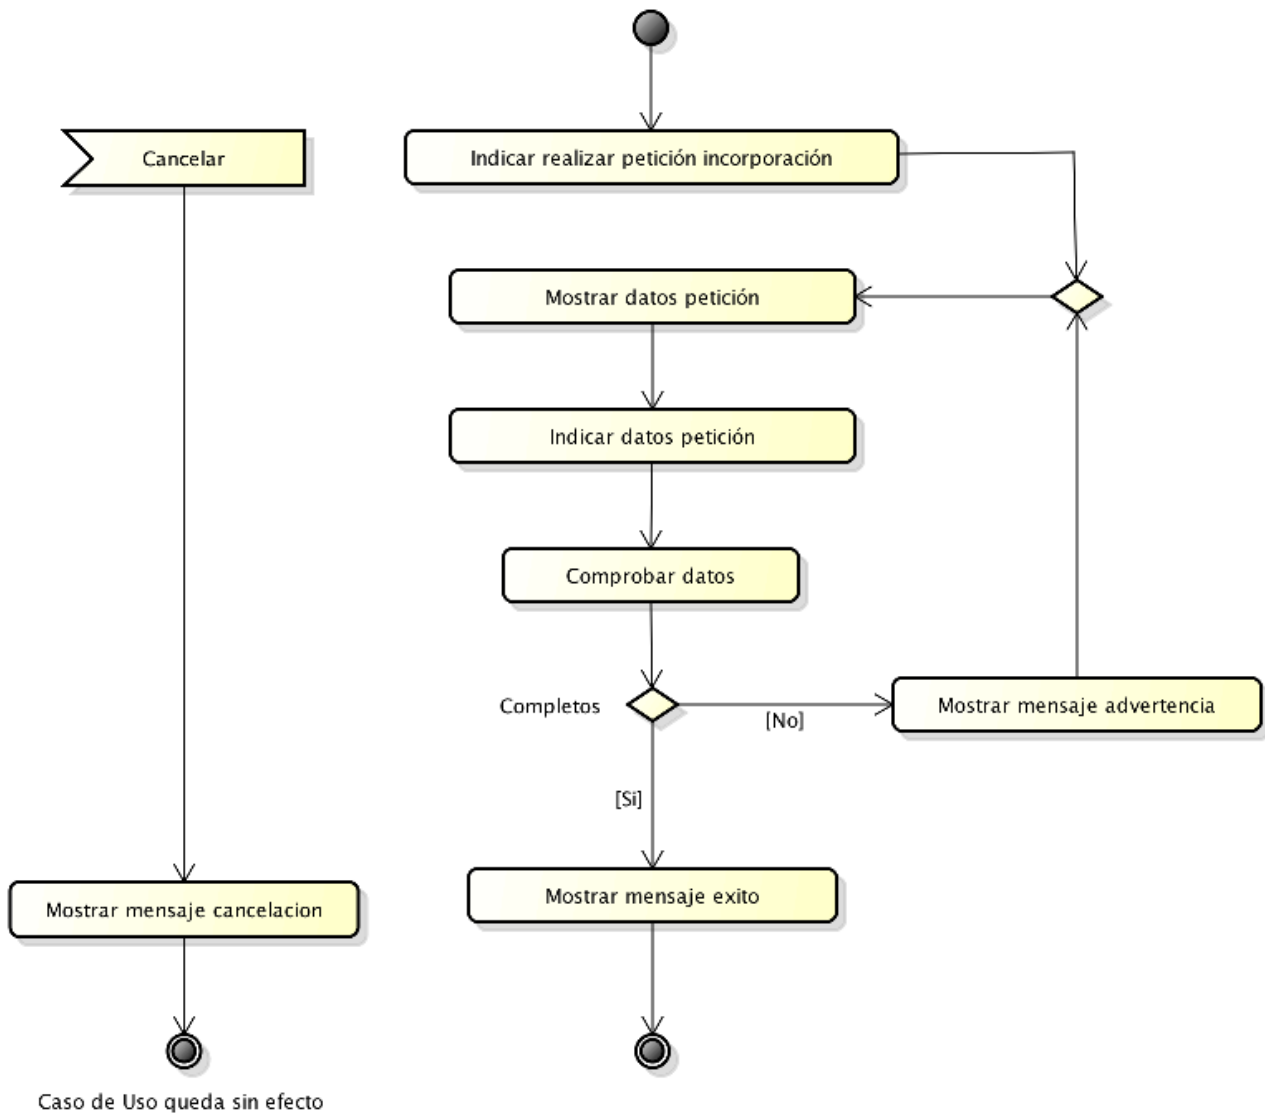 Cancelar
Indicar realizar petición incorporación
Mostrar datos petición
Indicar datos petición
Comprobar datos
Completos
[No]
Mostrar mensaje advertencia
[Si]
Mostrar mensaje cancelacion
Mostrar mensaje exito
Caso de Uso queda sin efecto